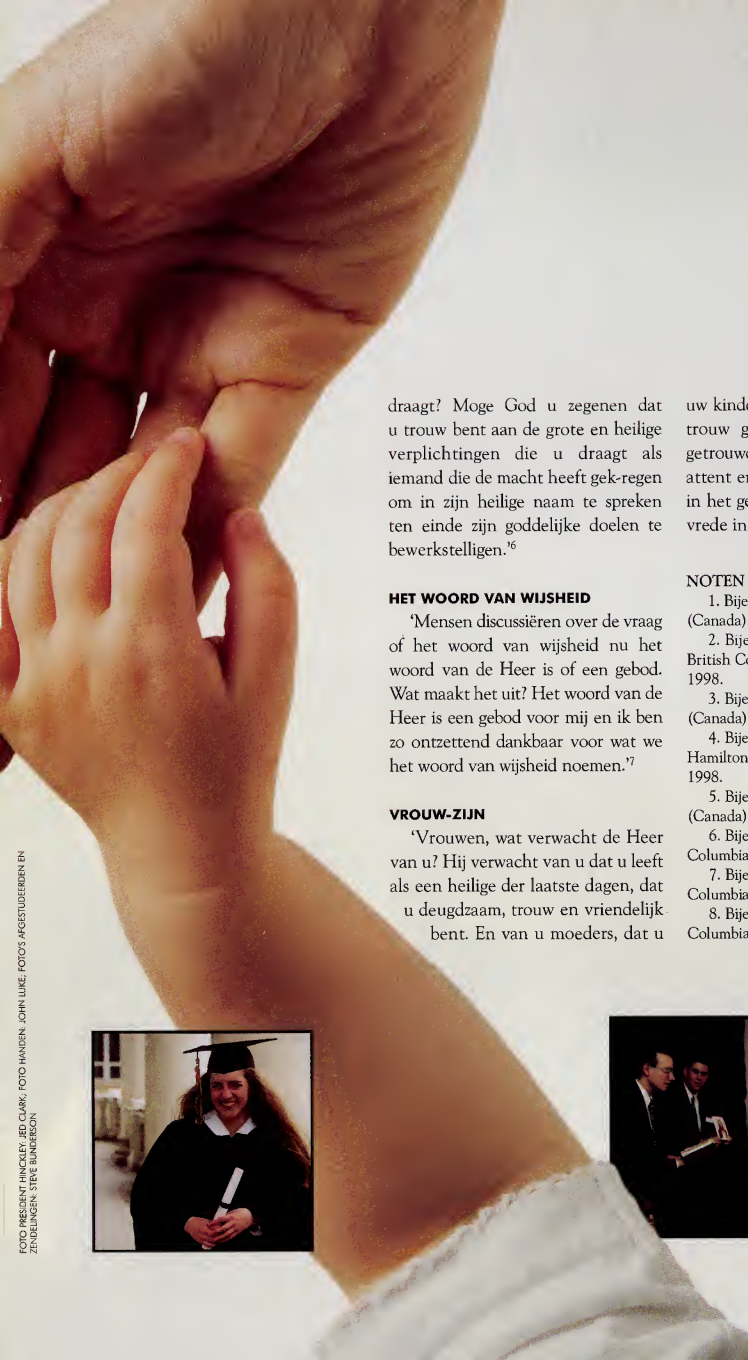 draagt? Moge God u zegenen dat
u trouw bent aan de grote en heilige
verplichtingen die u draagt als
iemand die de macht heeft gek-regen
om in zijn heilige naam te spreken
ten einde zijn goddelijke doelen te
bewerkstelligen.'6
HET WOORD VAN WIJSHEID
'Mensen discussiëren over de vraag
of het woord van wijsheid nu het
woord van de Heer is of een gebod.
Wat maakt het uit? Het woord van de
Heer is een gebod voor mij en ik ben
zo ontzettend dankbaar voor wat we
het woord van wijsheid noemen.'7
VROUW-ZIJN
'Vrouwen, wat verwacht de Heer
van u? Hij verwacht van u dat u leeft
als een heilige der laatste dagen, dat
u deugdzaam, trouw en vriendelijk
bent. En van u moeders, dat u
uw kinde
trouw g
getrouwe
attent en
in het ge
vrede in
NOTEN
1. Bije
(Canada)
2. Bije
British Co
1998.
3. Bije
(Canada)
4. Bije
Hamilton
1998.
5. Bije
(Canada)
6. Bije
Columbia
7. Bije
Columbia
8. Bije
Columbia
FOTO PRESIDENT HINCKLEY: JED CLARK; FOTO HANDEN: JOHN LUKE; FOTO'S AFGESTUDEERDEN EN
ZENDELINGEN: STEVE BUNDERSON